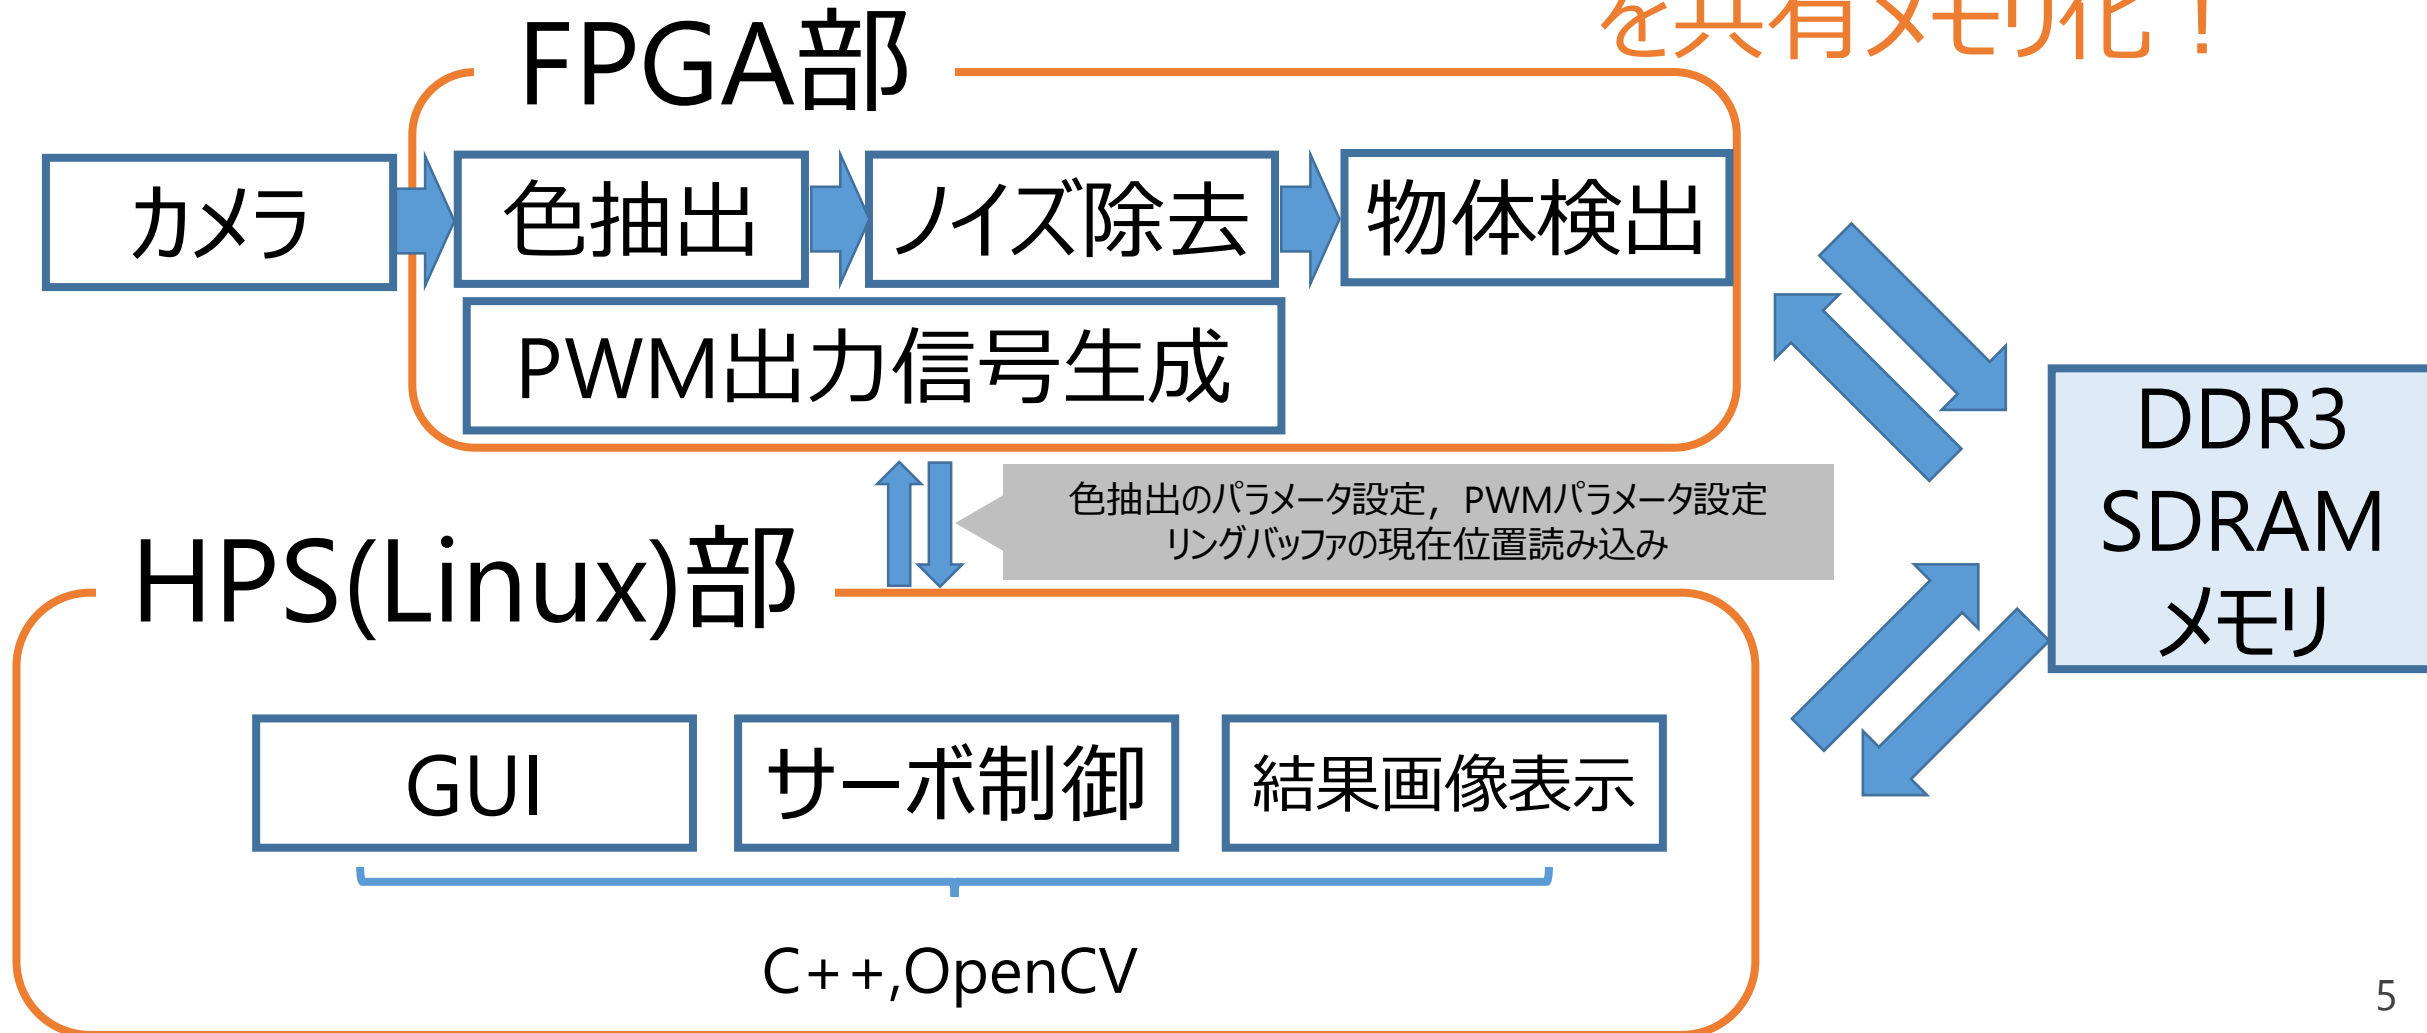 を共有メモリ化！
FPGA部
カメラ
色抽出
ノイズ除去
物体検出
PWM出力信号生成
色抽出のパラメータ設定，PWMパラメータ設定
リングバッファの現在位置読み込み
DDR3
SDRAM
メモリ
HPS(Linux)部
GUI
サーボ制御
結果画像表示
C++,OpenCV
5